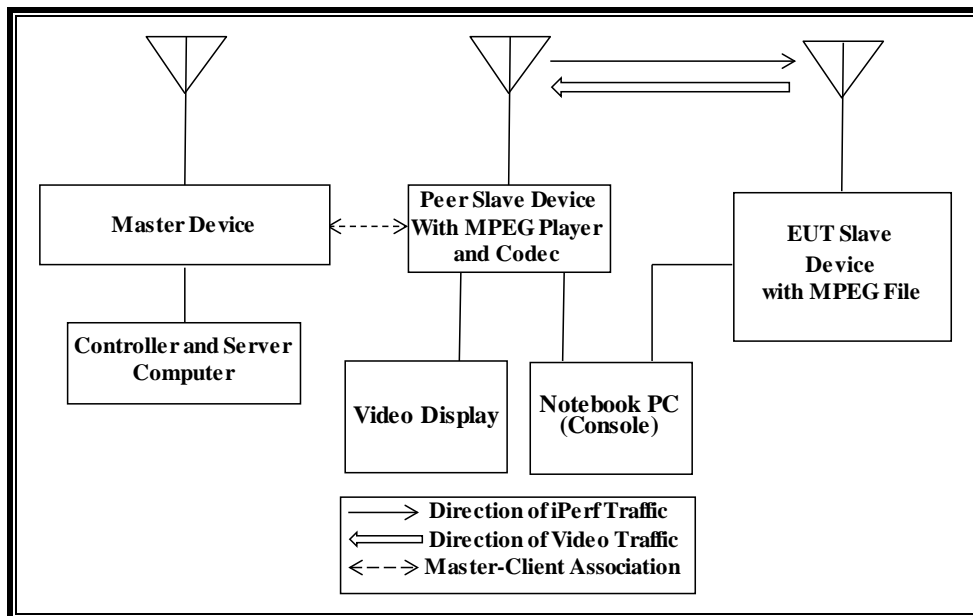 Master Device
Peer Slave Device
With MPEG Player
and Codec
EUT Slave
Device
with MPEG File
Controller and Server
Computer
Video Display
Notebook PC
(Console)
Direction of iPerf Traffic
Direction of Video Traffic
Master-Client Association